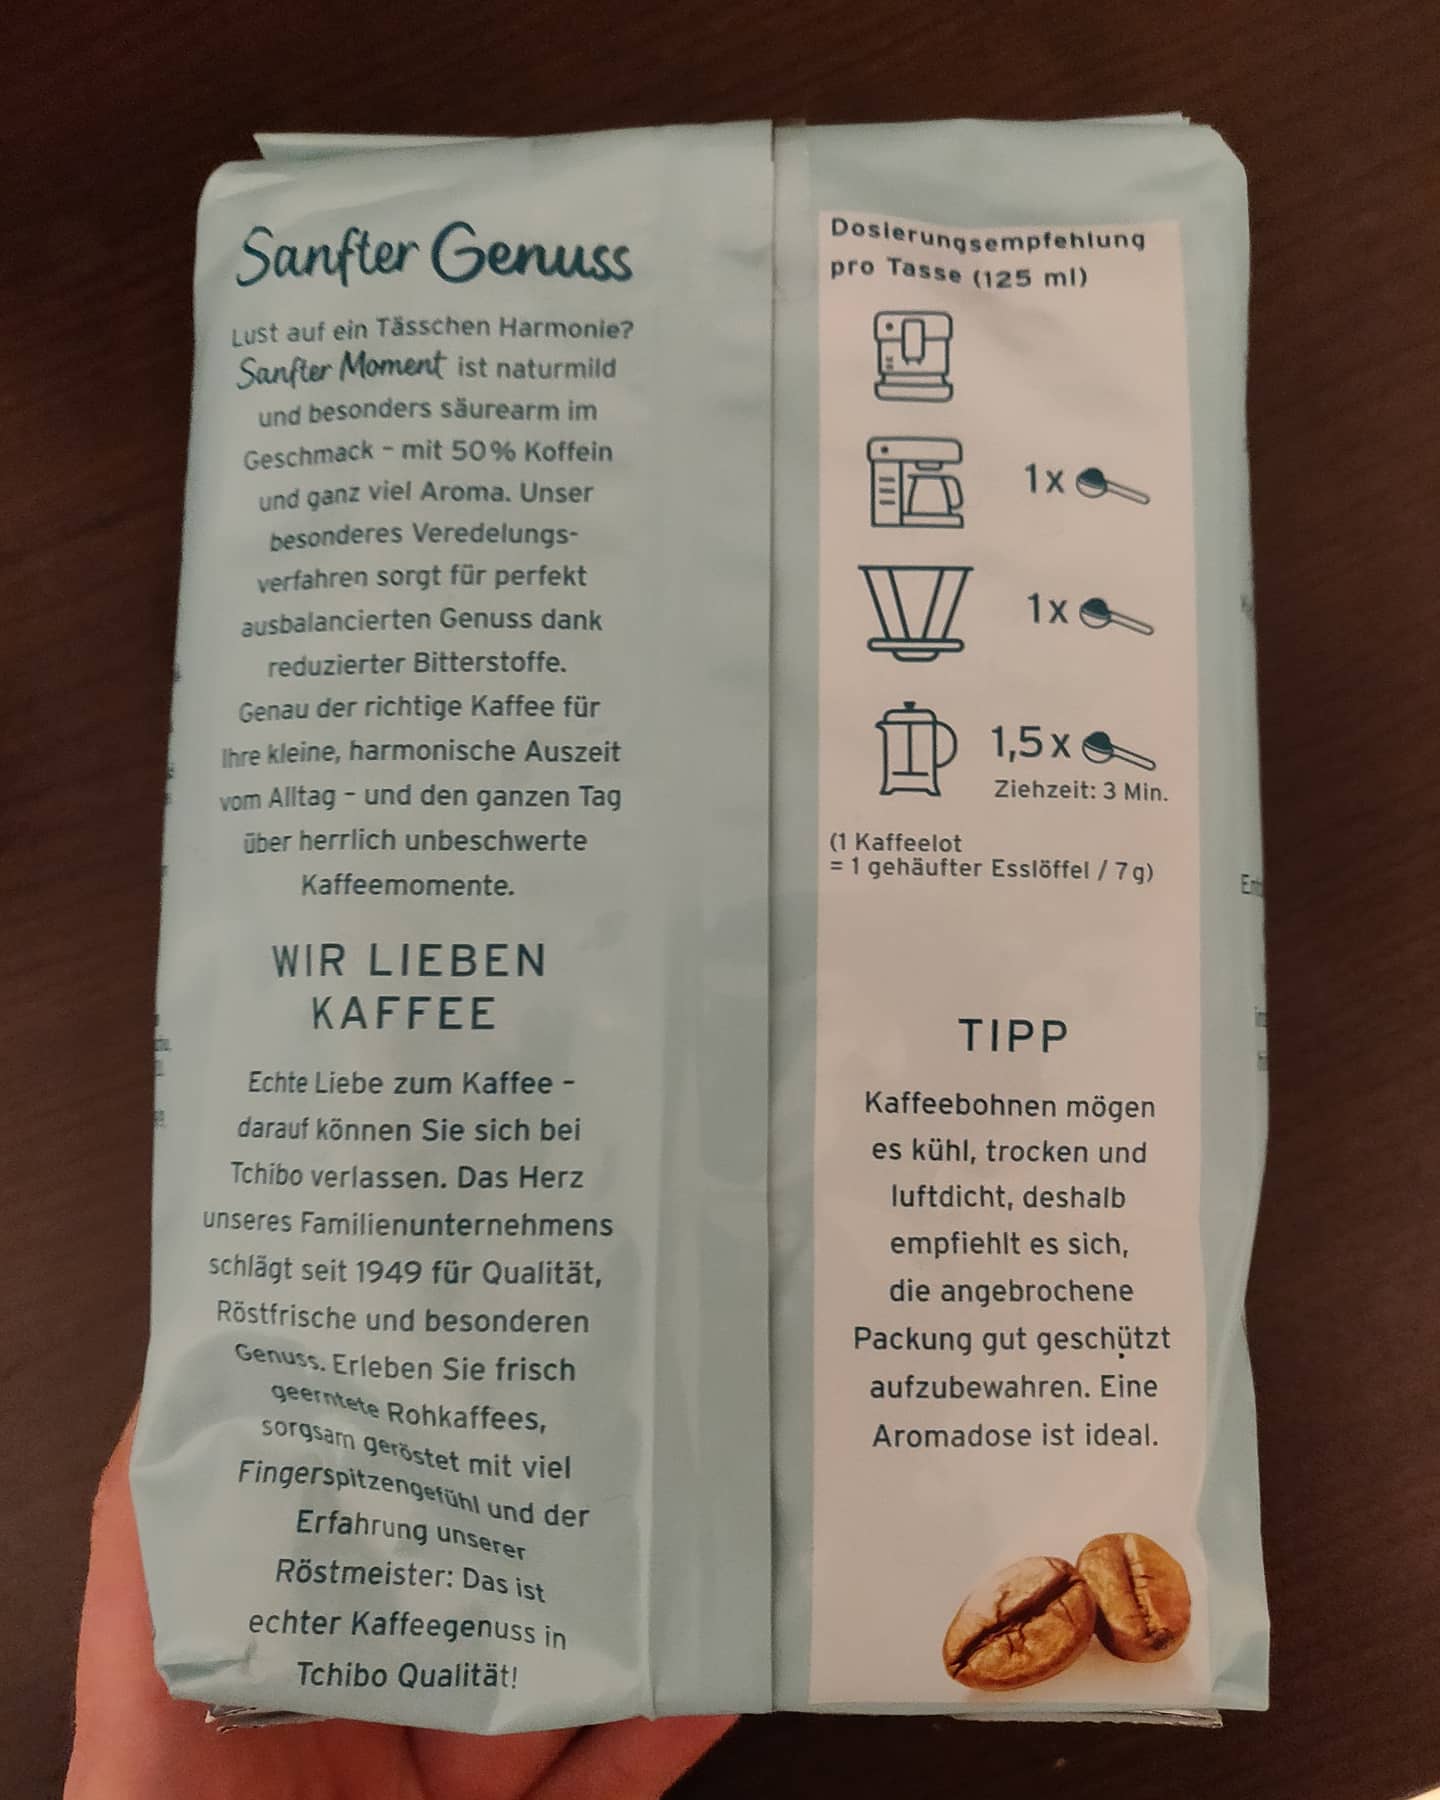 Sanfter Genuss
Lust auf ein Tässchen Harmonie?
Sanfter Moment ist naturmild
und besonders säurearm im
Geschmack – mit 50% Koffein
und ganz viel Aroma. Unser
besonderes Veredelungs-
verfahren sorgt für perfekt
ausbalancierten Genuss dank
reduzierter Bitterstoffe.
Genau der richtige Kaffee für
Ihre kleine, harmonische Auszeit
vom Alltag – und den ganzen Tag
über herrlich unbeschwerte
Kaffeemomente.
WIR LIEBEN
KAFFEE
Echte Liebe zum Kaffee –
darauf können Sie sich bei
Tchibo verlassen. Das Herz
unseres Familienunternehmens
schlägt seit 1949 für Qualität,
Röstfrische und besonderen
Genuss. Erleben Sie frisch
geerntete Rohkaffees,
sorgsam geröstet mit viel
Fingerspitzengefühl und der
Erfahrung unserer
Röstmeister: Das ist
echter Kaffeegenuss in
Tchibo Qualität!
Dosierungsempfehlung
pro Tasse (125 ml)
1x
1x
1,5x
Ziehzeit: 3 Min.
(1 Kaffeelot
= 1 gehäufter Esslöffel / 7g)
TIPP
Kaffeebohnen mögen
es kühl, trocken und
luftdicht, deshalb
empfiehlt es sich,
die angebrochene
Packung gut geschützt
aufzubewahren. Eine
Aromadose ist ideal.